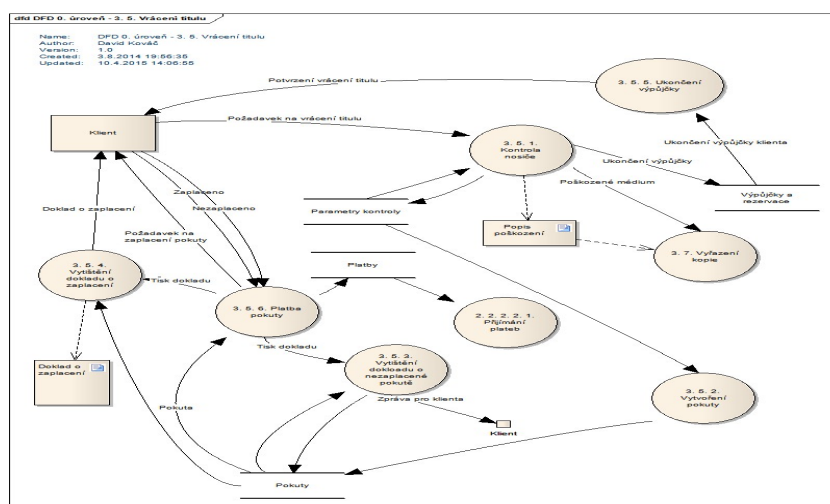 dfd DFD 0. úroveň - 3. 5. Vrácení titulu
Name: DFD 0. úroveň - 3. 5. Vrácení titulu
Author: David Kováč
Version: 1.0
Created: 3.8.2014 19:56:35
Updated: 10.4.2015 14:06:55
Potvrzení vrácení titulu
3. 5. 5. Ukončení
výpůjčky
Klient
Požadavek na vrácení titulu
3. 5. 1.
Kontrola
nosiče
Ukončení výpůjčky klienta
Ukončení výpůjčky
Poškozené médium
Výpůjčky a
rezervace
Zaplaceno
Nezaplaceno
Doklad o zaplacení
Parametry kontroly
Požadavek na
zaplacení pokuty
Popis
poškození
3. 7. Vyřazení
kopie
Platby
3. 5. 4.
Vytištění
dokladu o
zaplacení
Tisk dokladu
3. 5. 6. Platba
pokuty
2. 2. 2. 2. 1.
Přijímání
plateb
Tisk dokladu
3. 5. 3.
Vytištění
dokloadu o
nezaplacené
pokutě
Doklad o
zaplacení
Zpráva pro klienta
3. 5. 2.
Vytvoření
pokuty
Pokuta
Klient
Pokuty